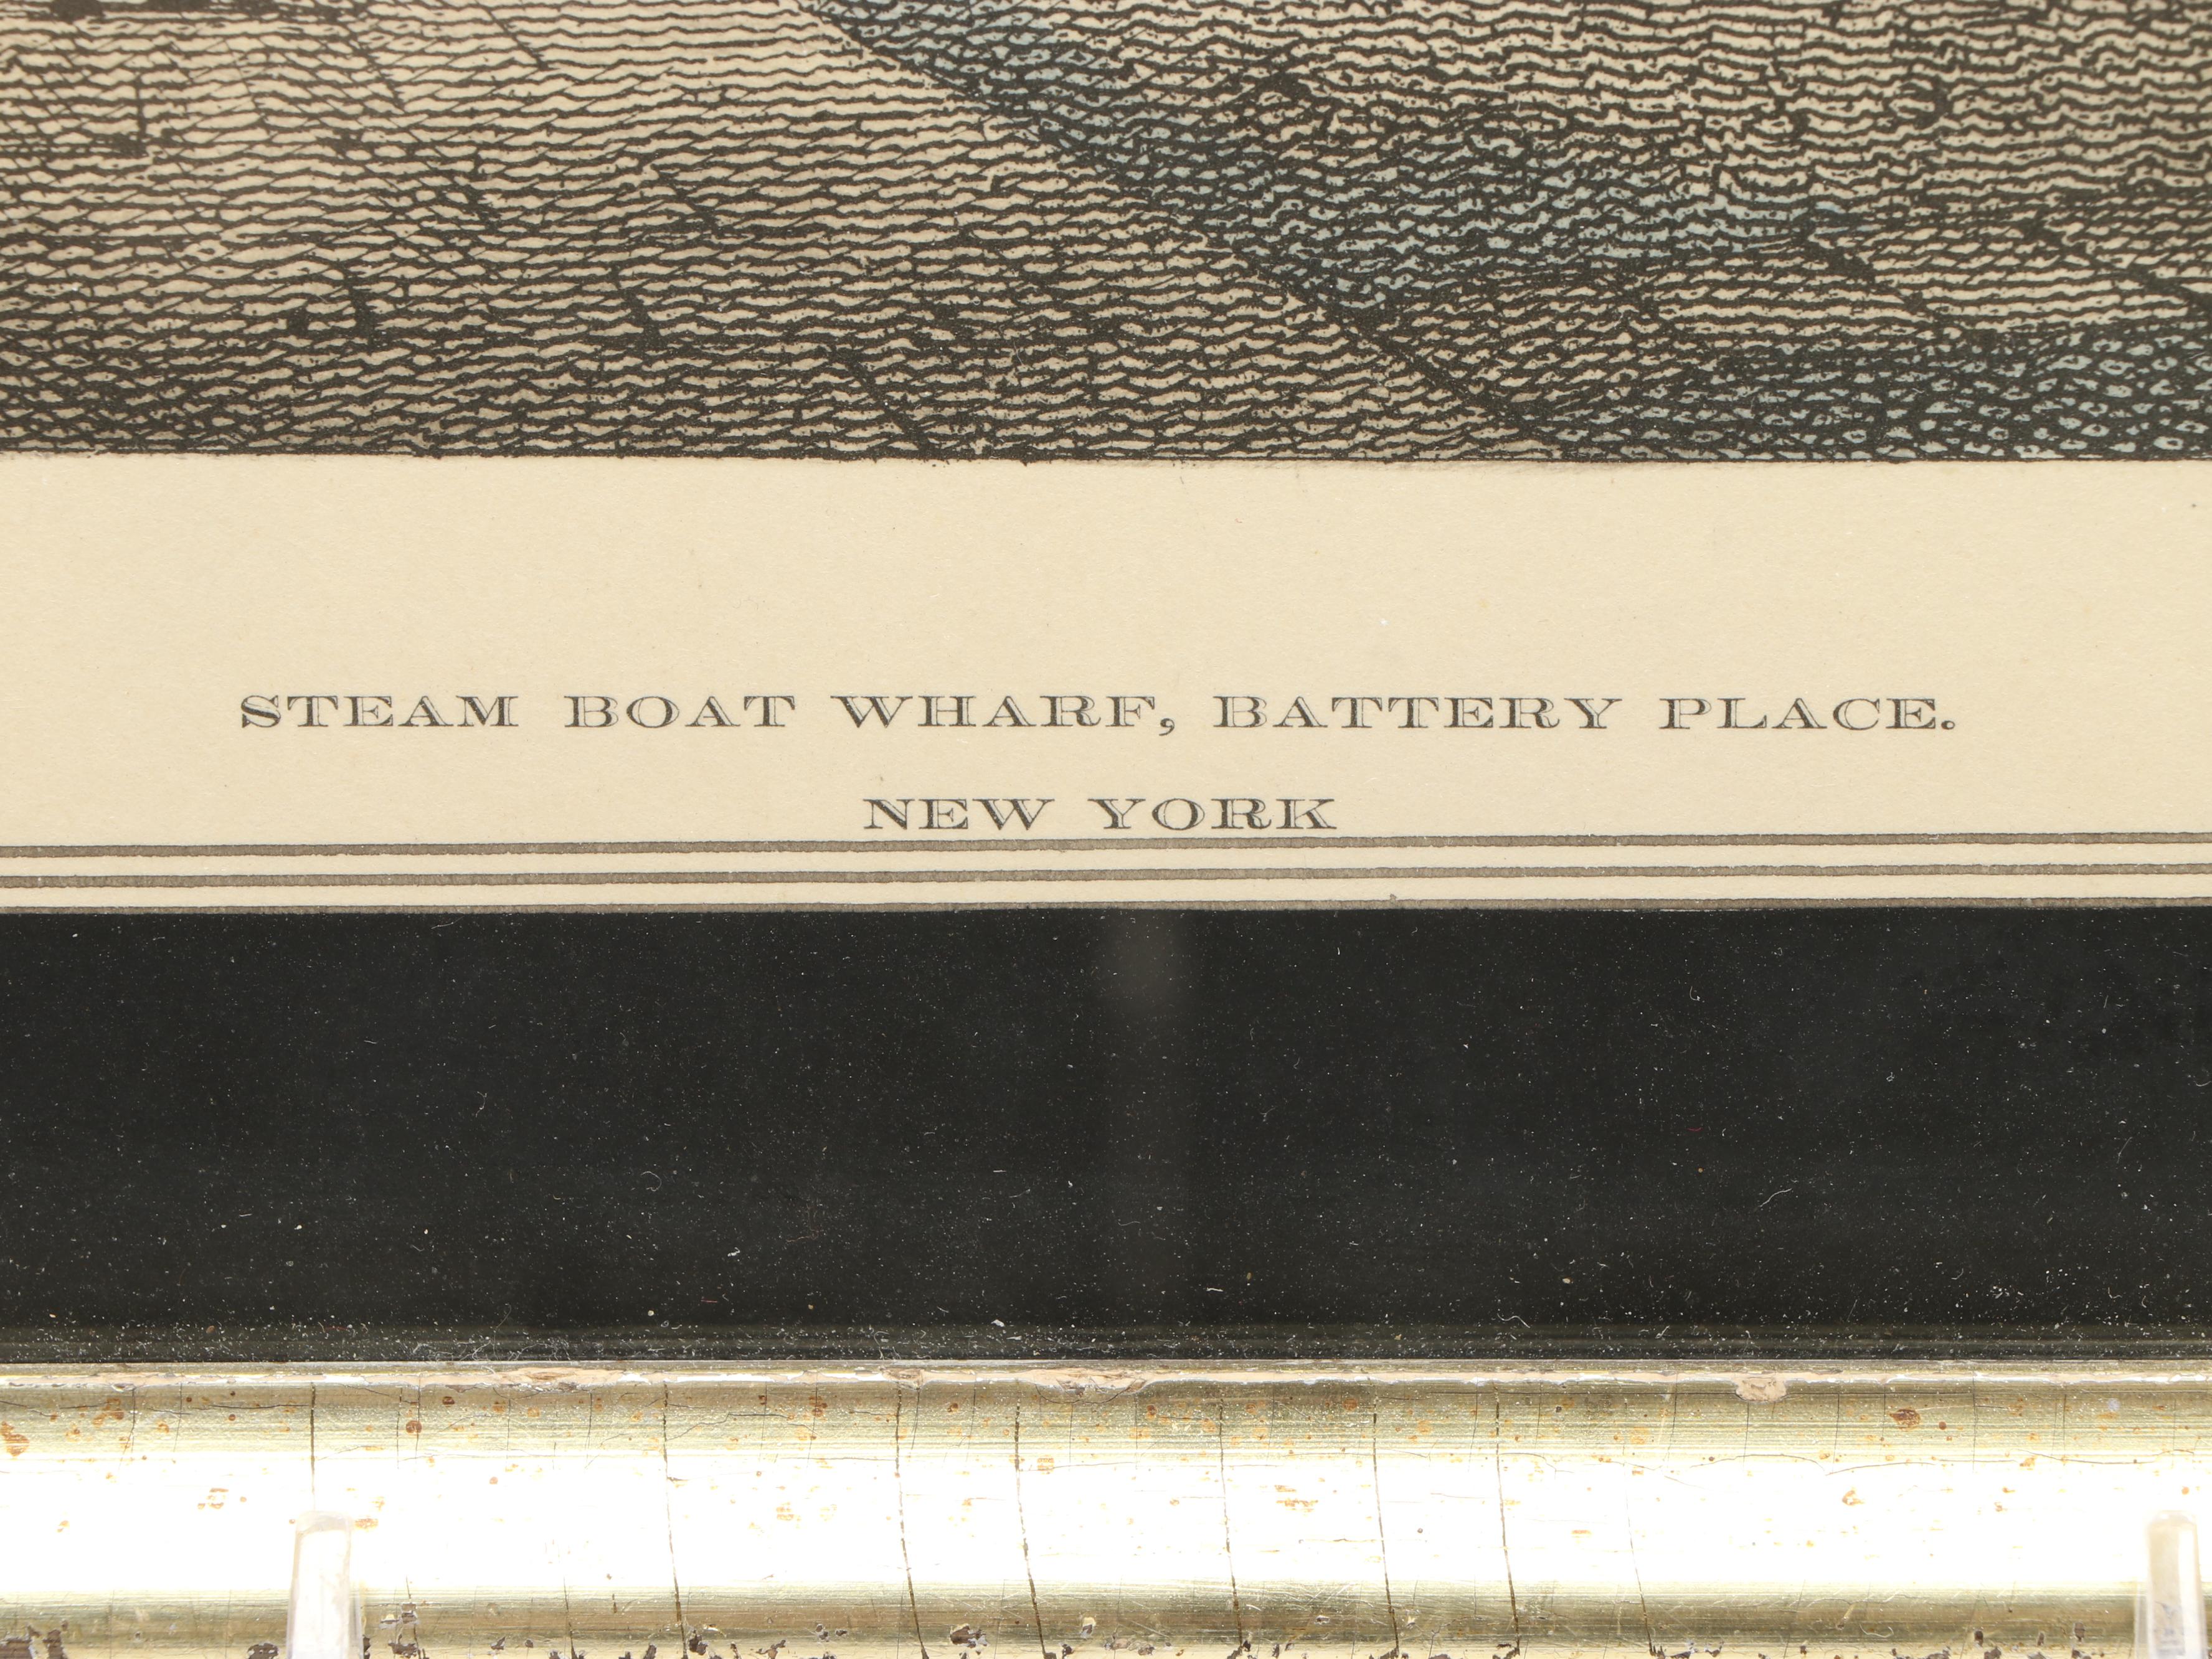 STEAM BOAT WHARF, BATTERY PLACE.
NEW YORK